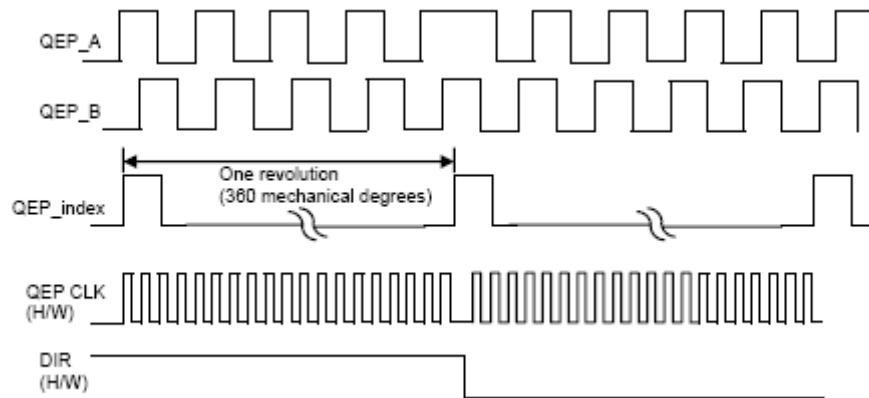 QEP_A
QEP_B
One revolution
(360 mechanical degrees)
QEP_index
QEP CLK
(H/W)
DIR
(H/W)